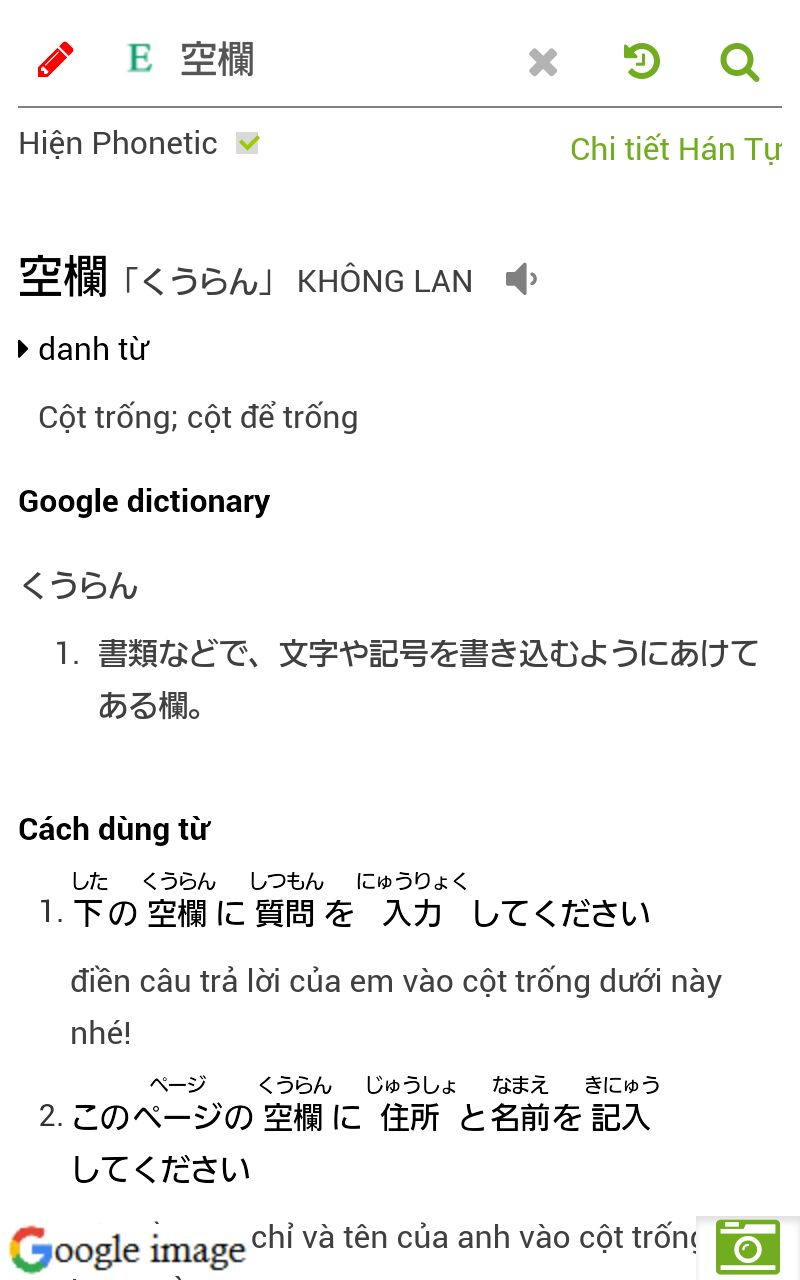 E 空欄
Hiện Phonetic
Chi tiết Hán Tự
空欄「くうらん」 KHÔNG LAN
danh từ
Cột trống; cột để trống
Google dictionary
くうらん
1. 書類などで、文字や記号を書き込むようにあけて
ある欄。
Cách dùng từ
した くうらん しつもん にゅうりょく
1. 下の 空欄 に 質問 を 入力 してください
điền câu trả lời của em vào cột trống dưới này
nhé!
ページ くうらん じゅうしょ なまえ きにゅう
2. このページの 空欄 に 住所 と名前を 記入
してください
Google image chỉ và tên của anh vào cột trống